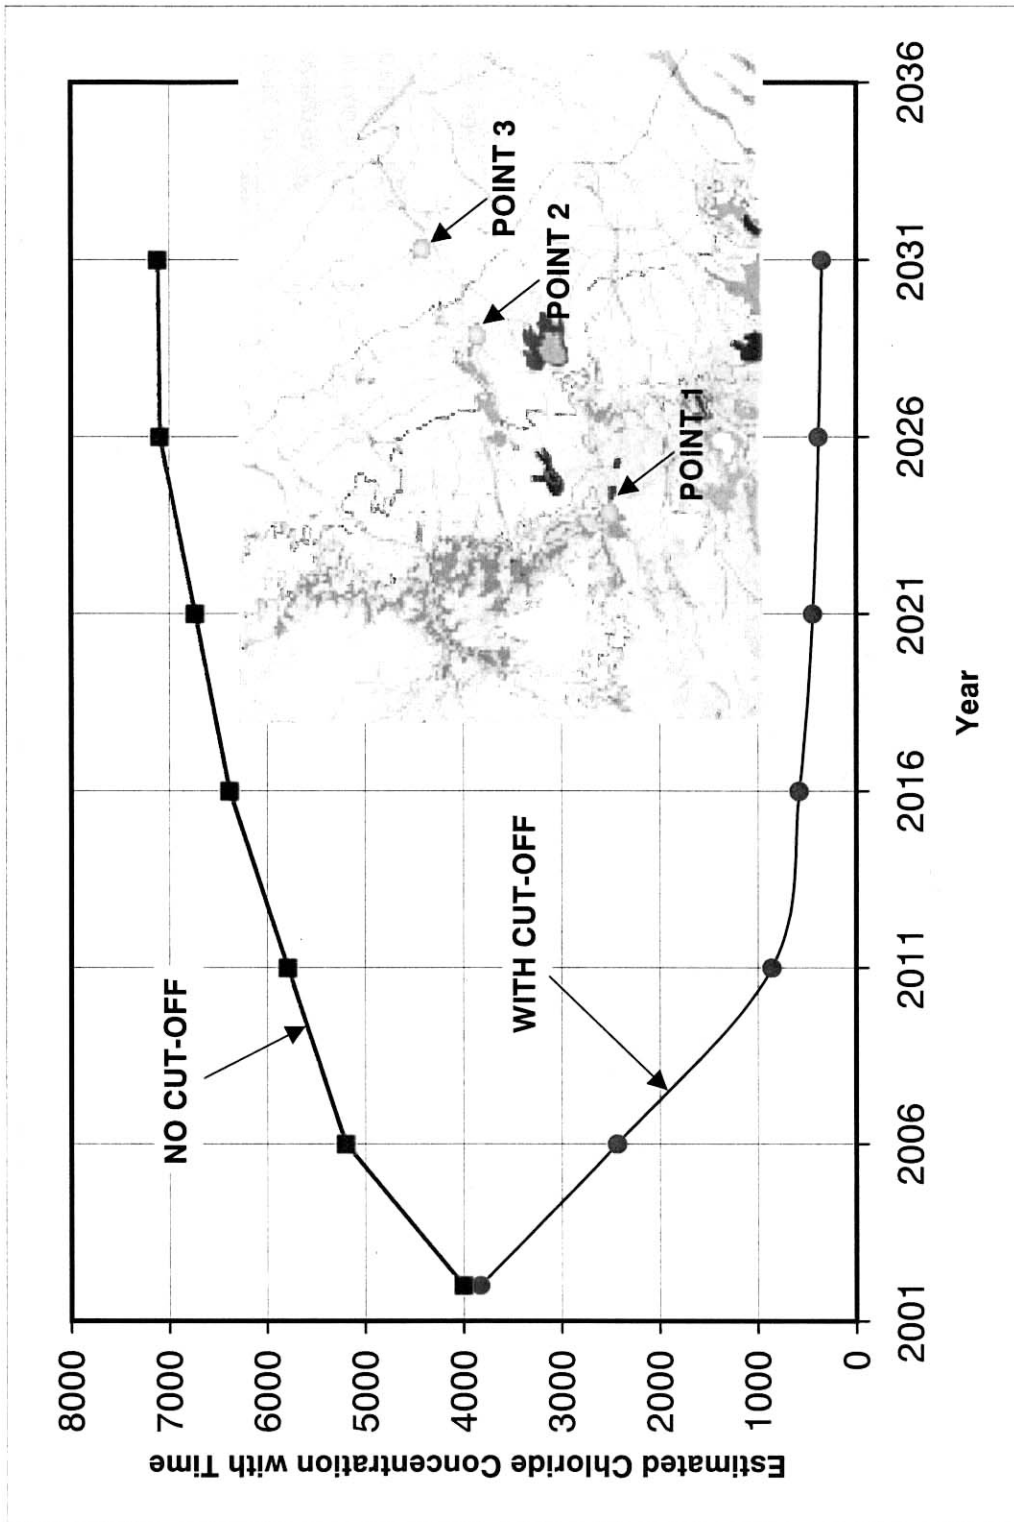 Estimated Chloride Concentration with Time
8000
7000
6000
5000
4000
3000
2000
1000
0
NO CUT-OFF
WITH CUT-OFF
POINT 3
POINT 2
POINT 1
2001
2006
2011
2016
2021
2026
2031
2036
Year